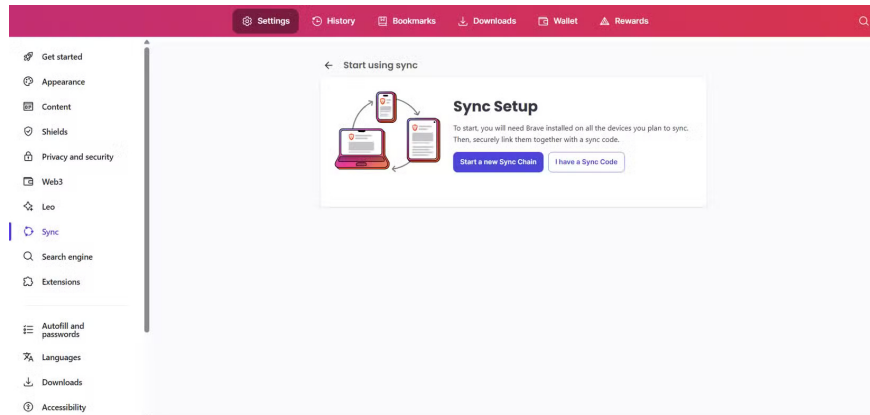 Settings
History
Bookmarks
Downloads
Wallet
Rewards
Get started
Appearance
Content
Shields
Privacy and security
Web3
Leo
Sync
Search engine
Extensions
Autofill and
passwords
Languages
Downloads
Accessibility
Start using sync
Sync Setup
To start, you will need Brave installed on all the devices you plan to sync.
Then, securely link them together with a sync code.
Start a new Sync Chain
I have a Sync Code